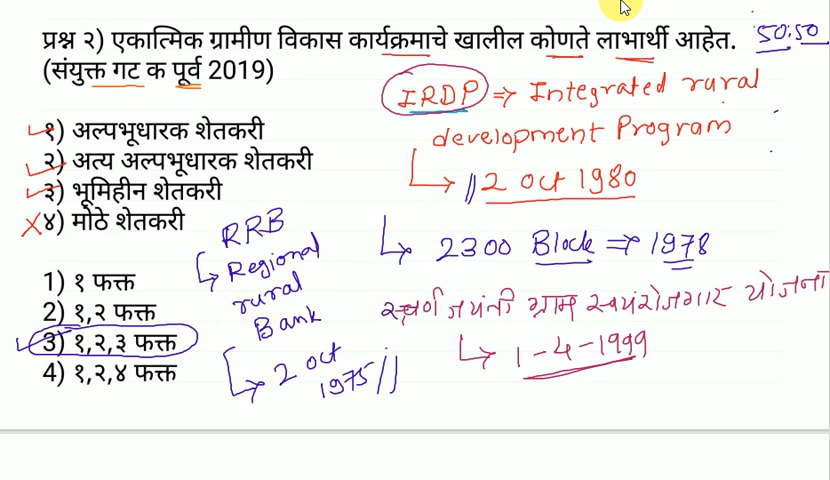 प्रश्न २) एकात्मिक ग्रामीण विकास कार्यक्रमाचे खालील कोणते लाभार्थी आहेत.
50:50
(संयुक्त गट क पूर्व 2019)
IRDP ⇒ Integrated rural
development Program
१) अल्पभूधारक शेतकरी
२) अत्य अल्पभूधारक शेतकरी
2 oct 1980
३) भूमिहीन शेतकरी
४) मोठे शेतकरी
2300 Block ⇒ 1978
RRB
Regional
rural
Bank
2 oct
1975
1) १ फक्त
2) १,२ फक्त
3) १,२,३ फक्त
4) १,२,४ फक्त
स्वर्ण जयंती ग्राम स्वयंरोजगार योजना
1-4-1999